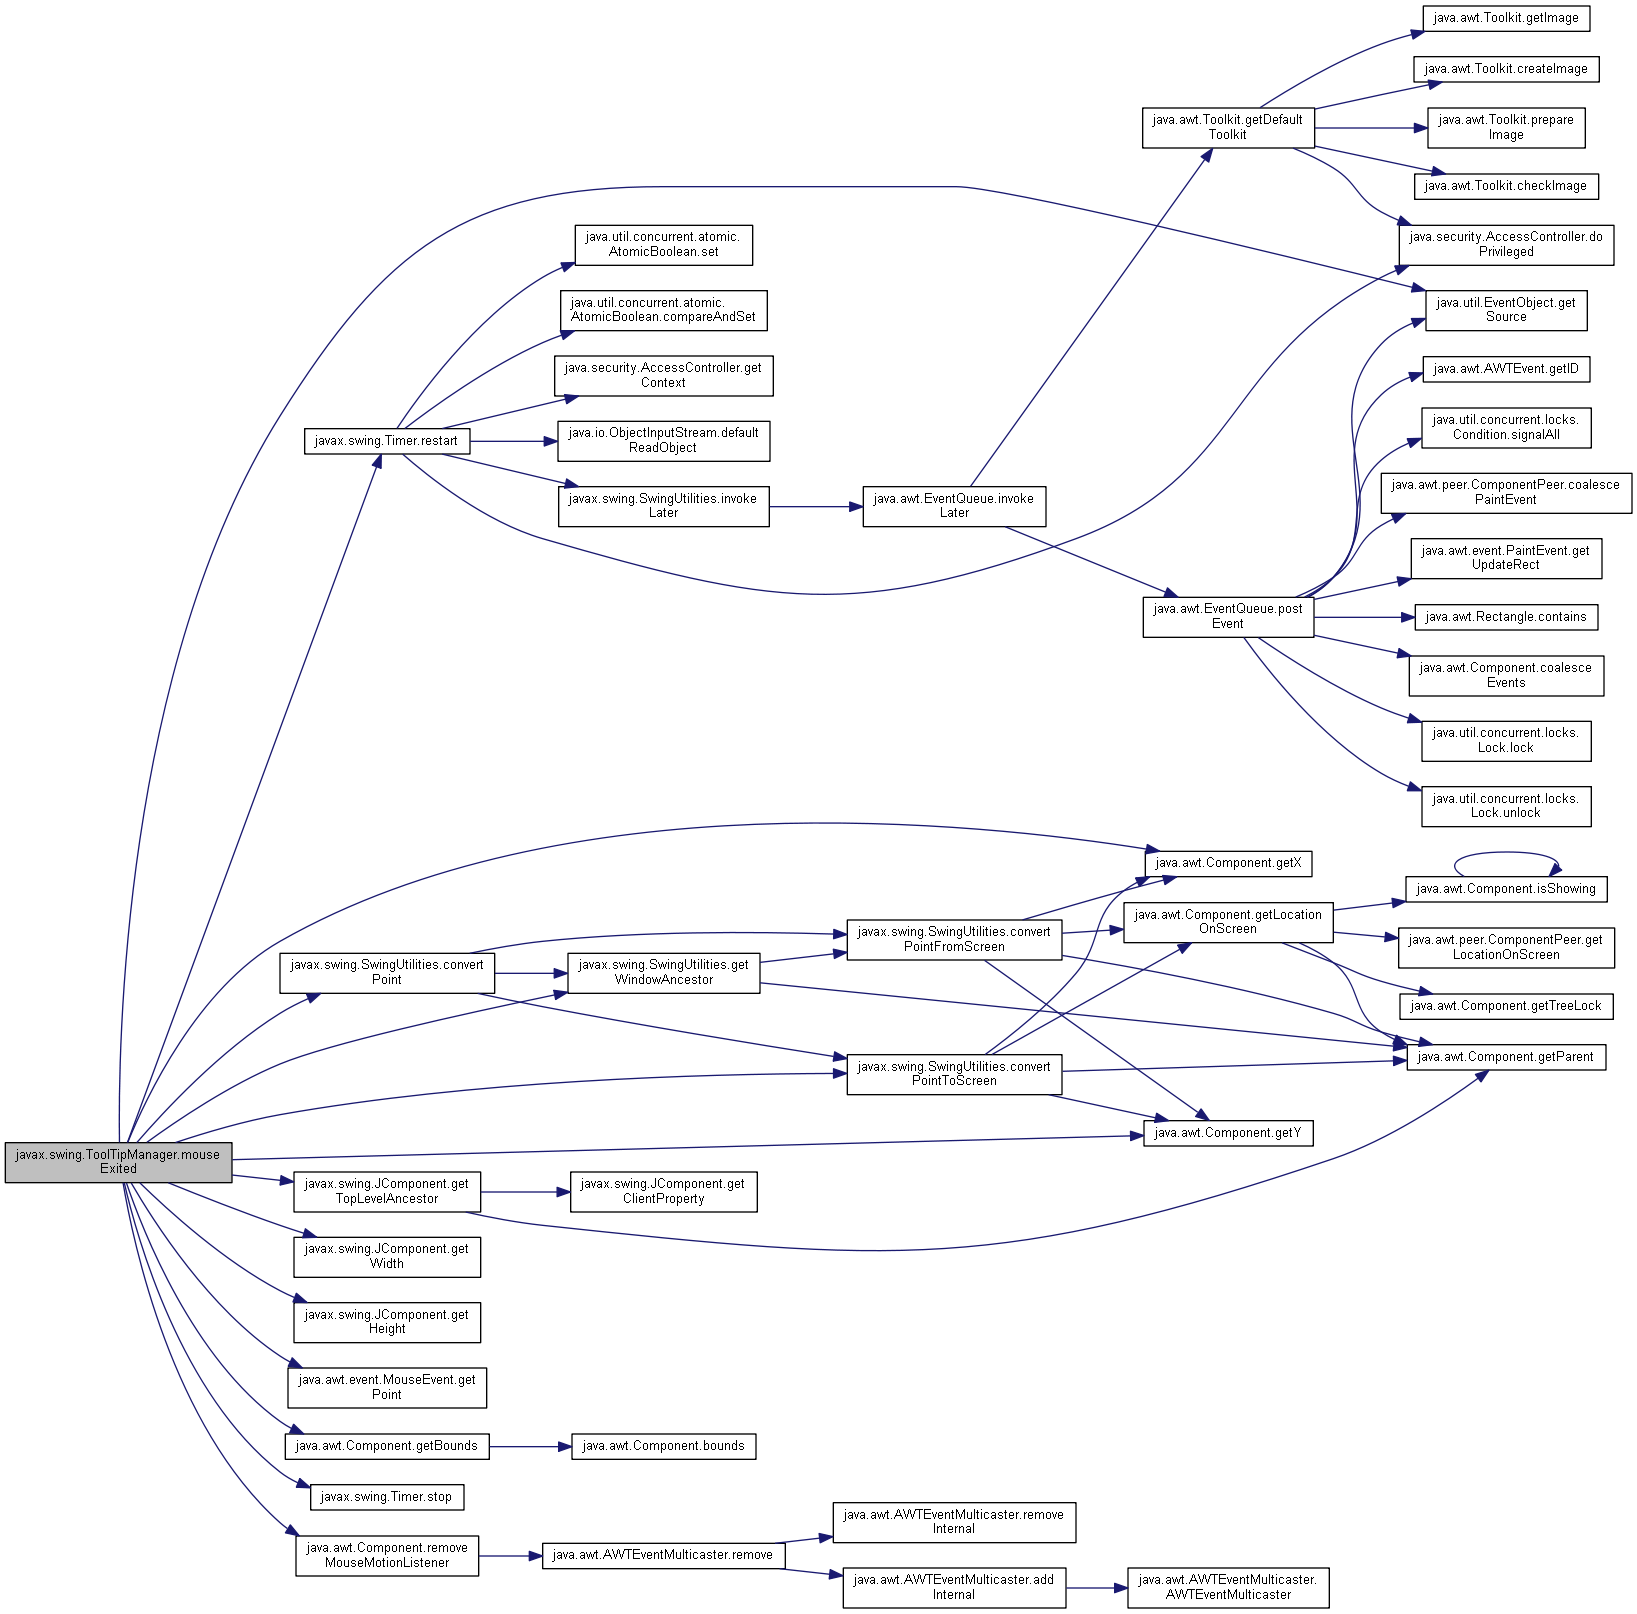 java.awt.Toolkit.getImage
java.awt.Toolkit.createImage
java.awt.Toolkit.getDefault
Toolkit
java.awt.Toolkit.prepare
Image
java.awt.Toolkit.checkImage
java.util.concurrent.atomic.
AtomicBoolean.set
java.security.AccessController.do
Privileged
java.util.concurrent.atomic.
AtomicBoolean.compareAndSet
java.util.EventObject.get
Source
java.security.AccessController.get
Context
java.awt.AWTEvent.getID
javax.swing.Timer.restart
java.io.ObjectInputStream.default
ReadObject
java.util.concurrent.locks.
Condition.signalAll
javax.swing.SwingUtilities.invoke
Later
java.awt.EventQueue.invoke
Later
java.awt.peer.ComponentPeer.coalesce
PaintEvent
java.awt.event.PaintEvent.get
UpdateRect
java.awt.EventQueue.post
Event
java.awt.Rectangle.contains
java.awt.Component.coalesce
Events
java.util.concurrent.locks.
Lock.lock
java.util.concurrent.locks.
Lock.unlock
java.awt.Component.getX
java.awt.Component.isShowing
java.awt.Component.getLocation
OnScreen
javax.swing.SwingUtilities.convert
PointFromScreen
java.awt.peer.ComponentPeer.get
LocationOnScreen
javax.swing.SwingUtilities.convert
Point
javax.swing.SwingUtilities.get
WindowAncestor
java.awt.Component.getTreeLock
java.awt.Component.getParent
javax.swing.SwingUtilities.convert
PointToScreen
java.awt.Component.getY
javax.swing.ToolTipManager.mouse
Exited
javax.swing.JComponent.get
TopLevelAncestor
javax.swing.JComponent.get
ClientProperty
javax.swing.JComponent.get
Width
javax.swing.JComponent.get
Height
java.awt.event.MouseEvent.get
Point
java.awt.Component.getBounds
java.awt.Component.bounds
javax.swing.Timer.stop
java.awt.Component.remove
MouseMotionListener
java.awt.AWTEventMulticaster.remove
java.awt.AWTEventMulticaster.remove
Internal
java.awt.AWTEventMulticaster.add
Internal
java.awt.AWTEventMulticaster.
AWTEventMulticaster